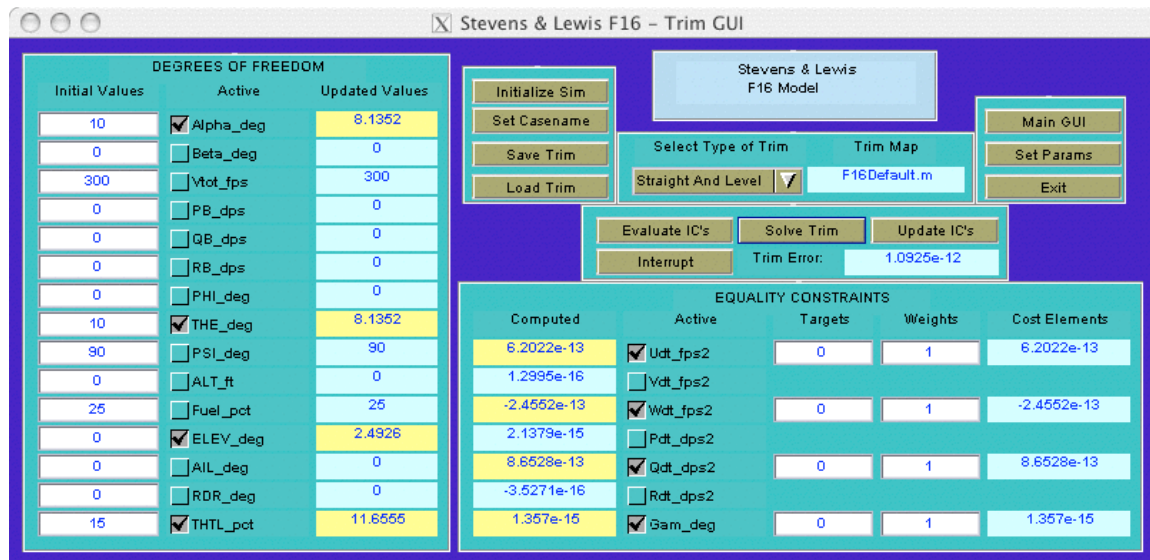 X Stevens & Lewis F16 – Trim GUI
DEGREES OF FREEDOM
Initial Values Active Updated Values
10 Alpha_deg 8.1352
0 Beta_deg 0
300 Vtot_fps 300
0 PB_dps 0
0 QB_dps 0
0 RB_dps 0
0 PHI_deg 0
10 THE_deg 8.1352
90 PSI_deg 90
0 ALT_ft 0
25 Fuel_pct 25
0 ELEV_deg 2.4926
0 AIL_deg 0
0 RDR_deg 0
15 THTL_pct 11.6555
Initialize Sim
Set Casename
Save Trim
Load Trim
Stevens & Lewis
F16 Model
Select Type of Trim Trim Map
Straight And Level F16Default.m
Main GUI
Set Params
Exit
Evaluate IC's Solve Trim Update IC's
Interrupt Trim Error: 1.0925e-12
EQUALITY CONSTRAINTS
Computed Active Targets Weights Cost Elements
6.2022e-13 Udt_fps2 0 1 6.2022e-13
1.2995e-16 Vdt_fps2
-2.4552e-13 Wdt_fps2 0 1 -2.4552e-13
2.1379e-15 Pdt_dps2
8.6528e-13 Qdt_dps2 0 1 8.6528e-13
-3.5271e-16 Rdt_dps2
1.357e-15 Gam_deg 0 1 1.357e-15